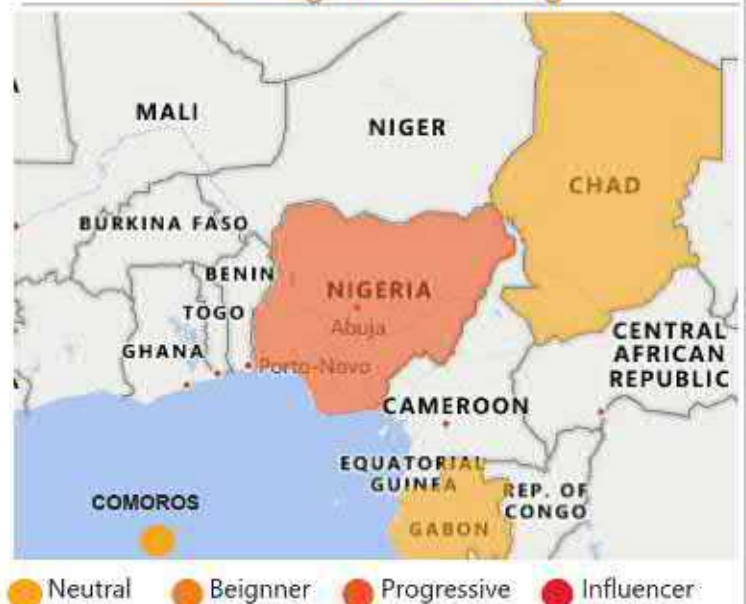 MALI
NIGER
CHAD
BURKINA FASO
BENIN
NIGERIA
TOGO
Abuja
GHANA
Porto-Novo
CENTRAL
AFRICAN
REPUBLIC
CAMEROON
EQUATORIAL
GUINEA
REP. OF
CONGO
COMOROS
GABON
Neutral
Beignner
Progressive
Influencer